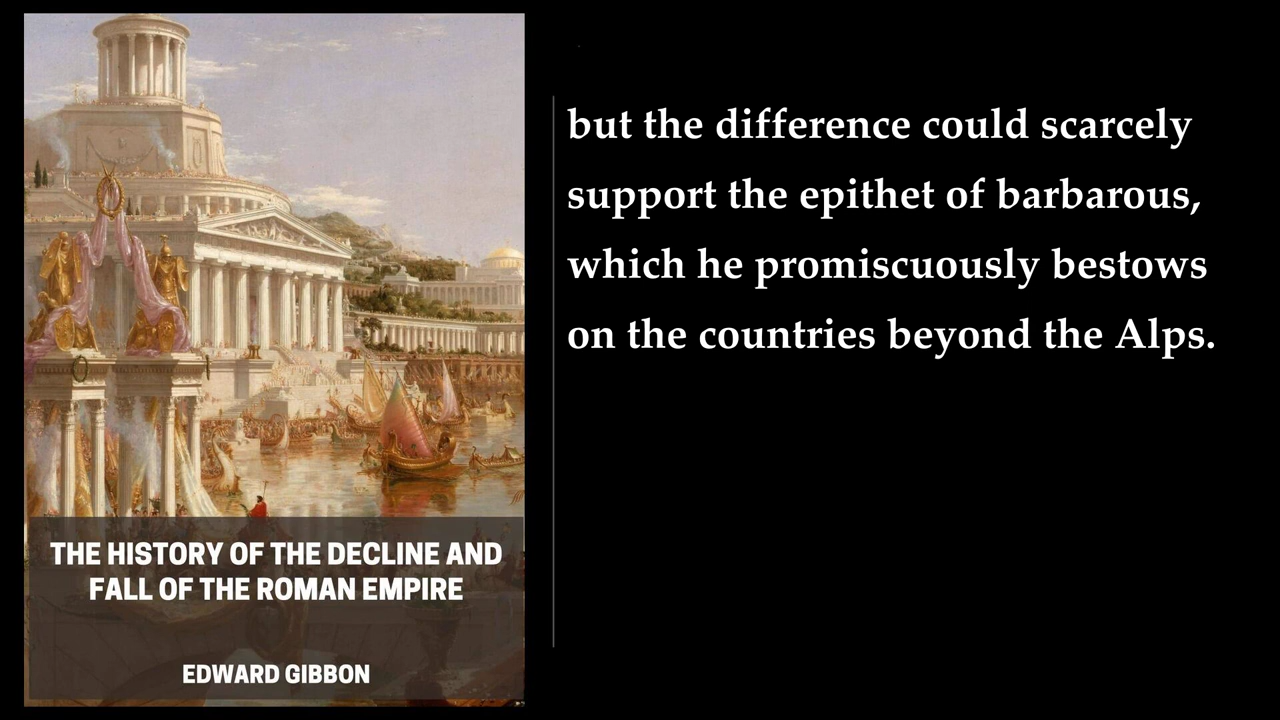 but the difference could scarcely
support the epithet of barbarous,
which he promiscuously bestows
on the countries beyond the Alps.
THE HISTORY OF THE DECLINE AND
FALL OF THE ROMAN EMPIRE
EDWARD GIBBON